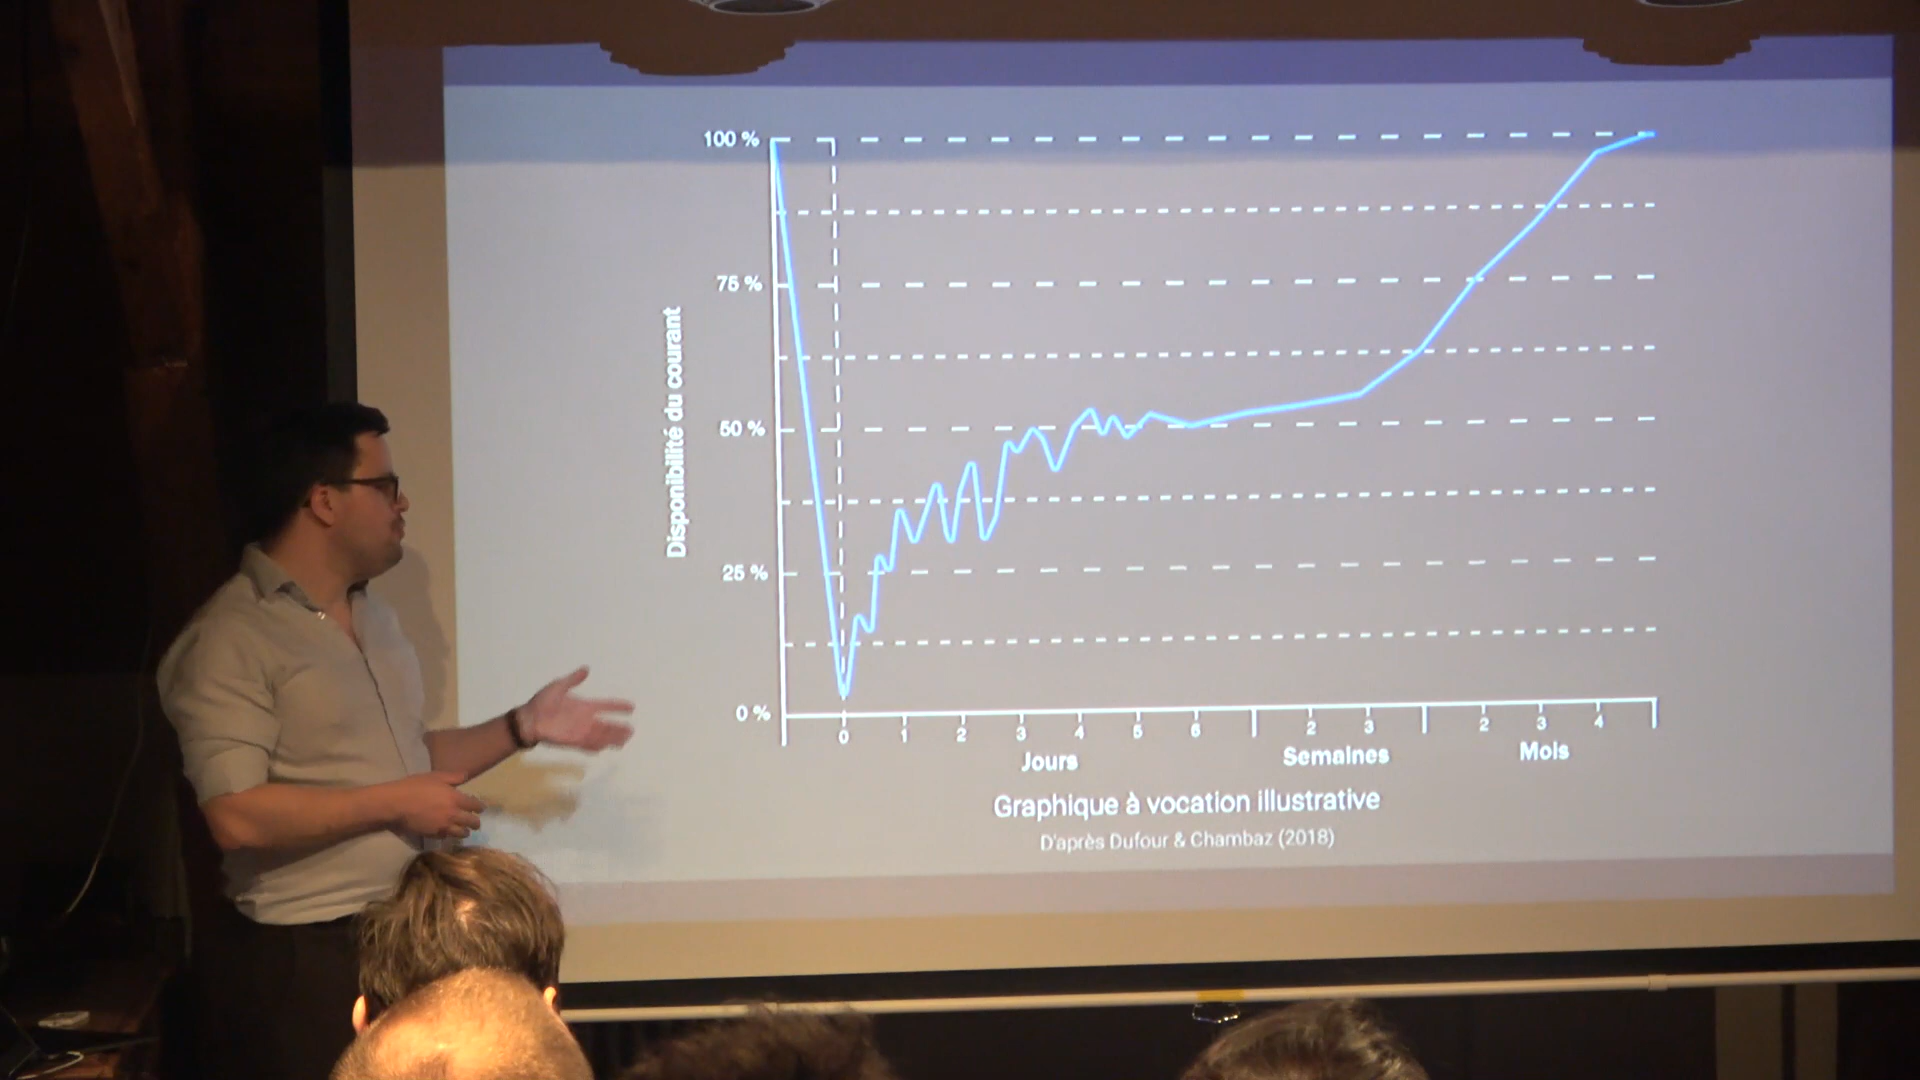 100 %
75 %
50 %
25 %
0 %
Disponibilité du courant
0 1 2 3 4 5 6 2 3 2 3 4
Jours Semaines Mois
Graphique à vocation illustrative
D'après Dufour & Chambaz (2018)